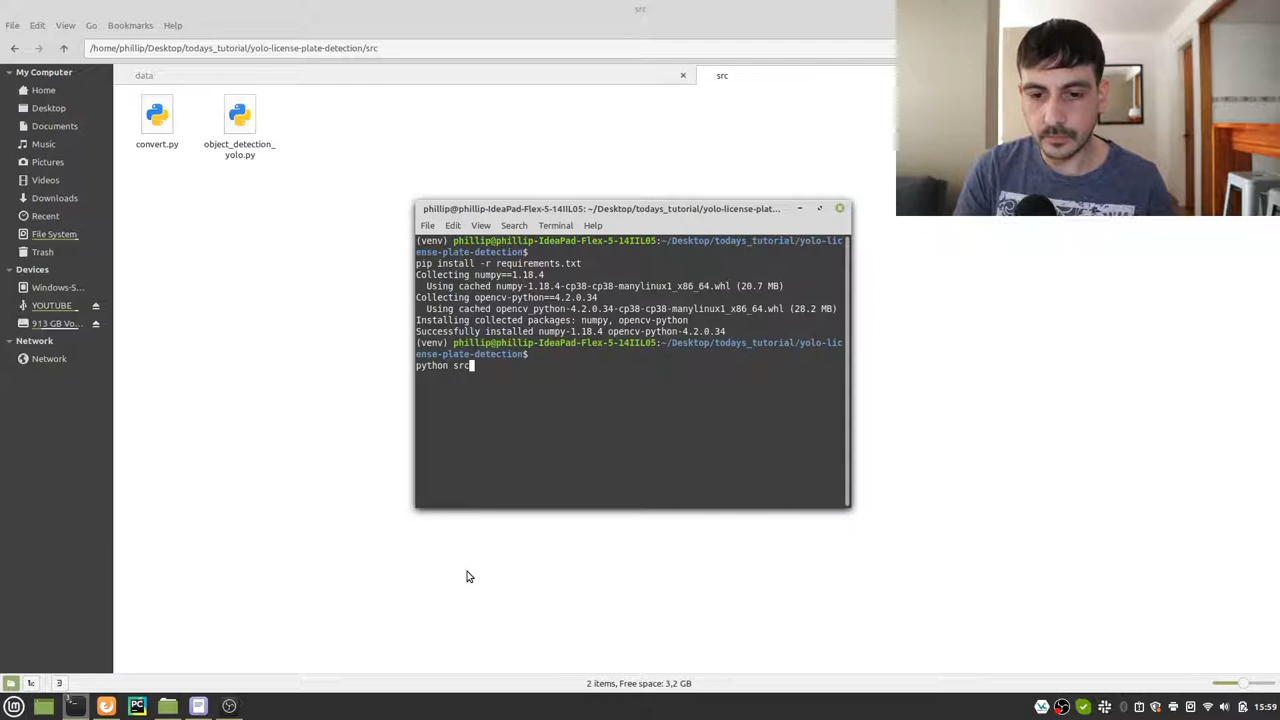 src
File Edit View Go Bookmarks Help
/home/phillip/Desktop/todays_tutorial/yolo-license-plate-detection/src
My Computer
Home
Desktop
Documents
Music
Pictures
Videos
Downloads
Recent
File System
Trash
Devices
Windows-S...
YOUTUBE
913 GB Vo...
Network
Network
data
src
convert.py
object_detection_
yolo.py
phillip@phillip-IdeaPad-Flex-5-14IIL05: ~/Desktop/todays_tutorial/yolo-license-plat...
File Edit View Search Terminal Help
(venv) phillip@phillip-IdeaPad-Flex-5-14IIL05:~/Desktop/todays_tutorial/yolo-lic
ense-plate-detection$
pip install -r requirements.txt
Collecting numpy==1.18.4
Using cached numpy-1.18.4-cp38-cp38-manylinux1_x86_64.whl (20.7 MB)
Collecting opencv-python==4.2.0.34
Using cached opencv_python-4.2.0.34-cp38-cp38-manylinux1_x86_64.whl (28.2 MB)
Installing collected packages: numpy, opencv-python
Successfully installed numpy-1.18.4 opencv-python-4.2.0.34
(venv) phillip@phillip-IdeaPad-Flex-5-14IIL05:~/Desktop/todays_tutorial/yolo-lic
ense-plate-detection$
python src
2 items, Free space: 3,2 GB
PC
15:59